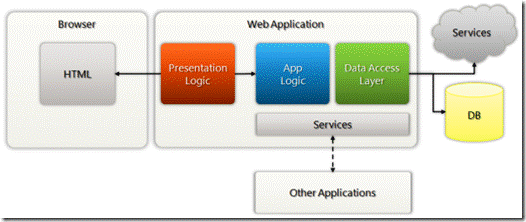 Browser
Web Application
HTML
Presentation
Logic
App
Logic
Data Access
Layer
Services
Services
DB
Other Applications